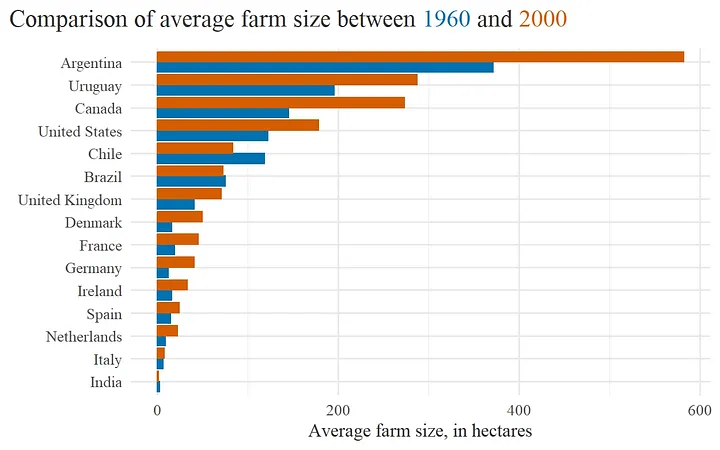 Comparison of average farm size between 1960 and 2000
Argentina
Uruguay
Canada
United States
Chile
Brazil
United Kingdom
Denmark
France
Germany
Ireland
Spain
Netherlands
Italy
India
0 200 400 600
Average farm size, in hectares